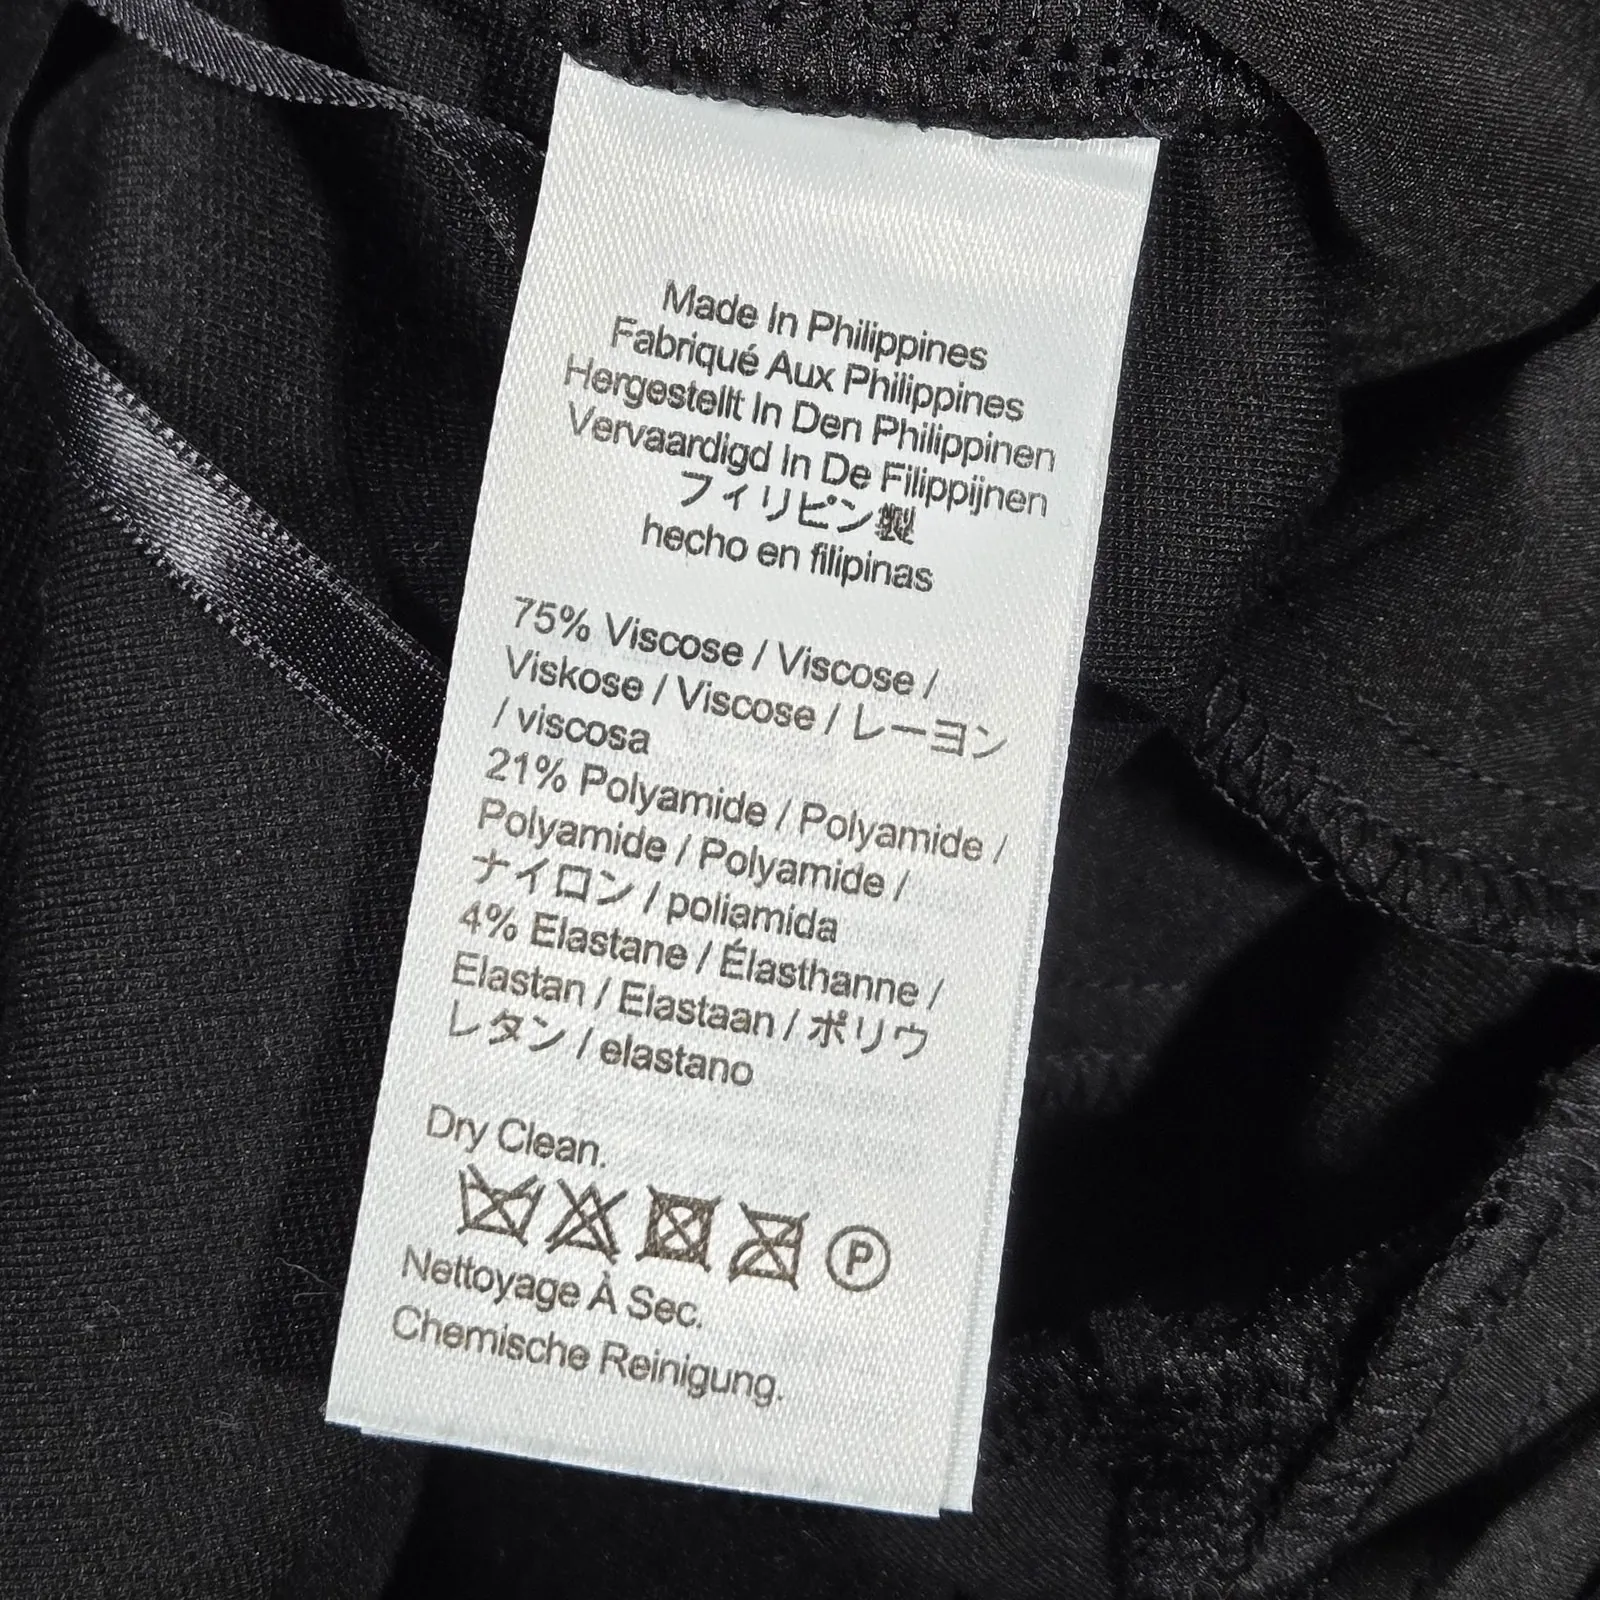 Made In Philippines
Fabriqué Aux Philippines
Hergestellt In Den Philippinen
Vervaardigd In De Filippijnen
フィリピン製
hecho en filipinas
75% Viscose / Viscose /
Viskose / Viscose / レーヨン
/ viscosa
21% Polyamide / Polyamide /
Polyamide / Polyamide /
ナイロン / poliamida
4% Elastane / Élasthanne /
Elastan / Elastaan / ポリウ
レタン / elastano
Dry Clean.
P
Nettoyage À Sec.
Chemische Reinigung.